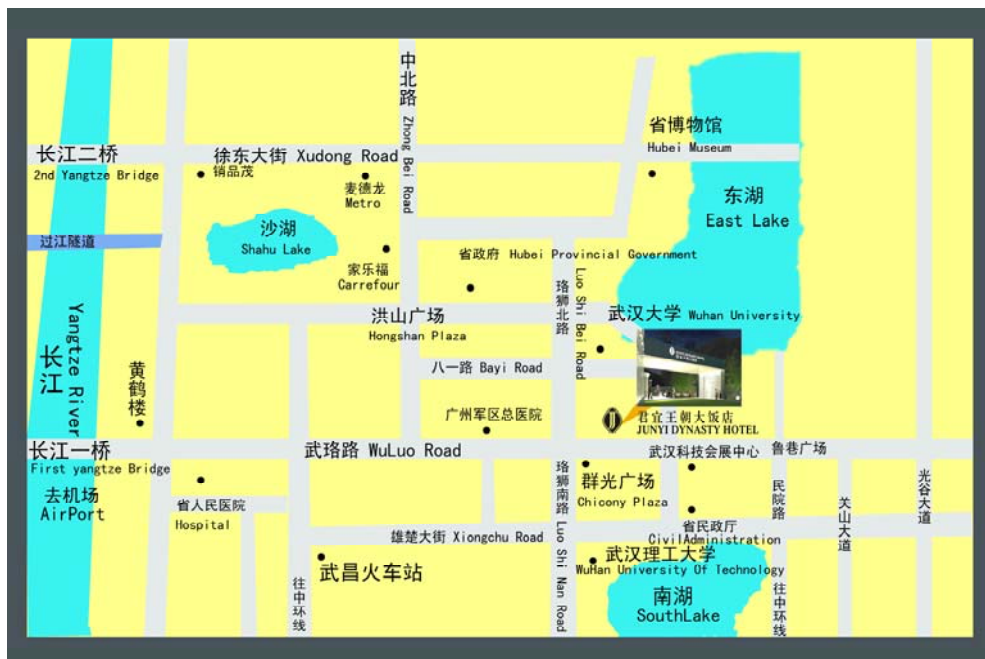 中北路 Zhong Bei Road
省博物馆
Hubei Museum
长江二桥
2nd Yangtze Bridge
徐东大街 Xudong Road
销品茂
麦德龙
Metro
东湖
East Lake
沙湖
Shahu Lake
过江隧道
省政府 Hubei Provincial Government
家乐福
Carrefour
珞狮北路 Luo Shi Bei Road
武汉大学 Wuhan University
洪山广场
Hongshan Plaza
长江 Yangtze River
黄鹤楼
八一路 Bayi Road
广州军区总医院
君宜王朝大饭店
JUNYI DYNASTY HOTEL
长江一桥
First yangtze Bridge
武珞路 WuLuo Road
武汉科技会展中心
鲁巷广场
去机场
AirPort
省人民医院
Hospital
珞狮南路 Luo Shi Nan Road
群光广场
Chicony Plaza
民院路
关山大道
光谷大道
省民政厅
CivilAdministration
雄楚大街 Xiongchu Road
武昌火车站
往中环线
武汉理工大学
WuHan University Of Technology
南湖
SouthLake
往中环线